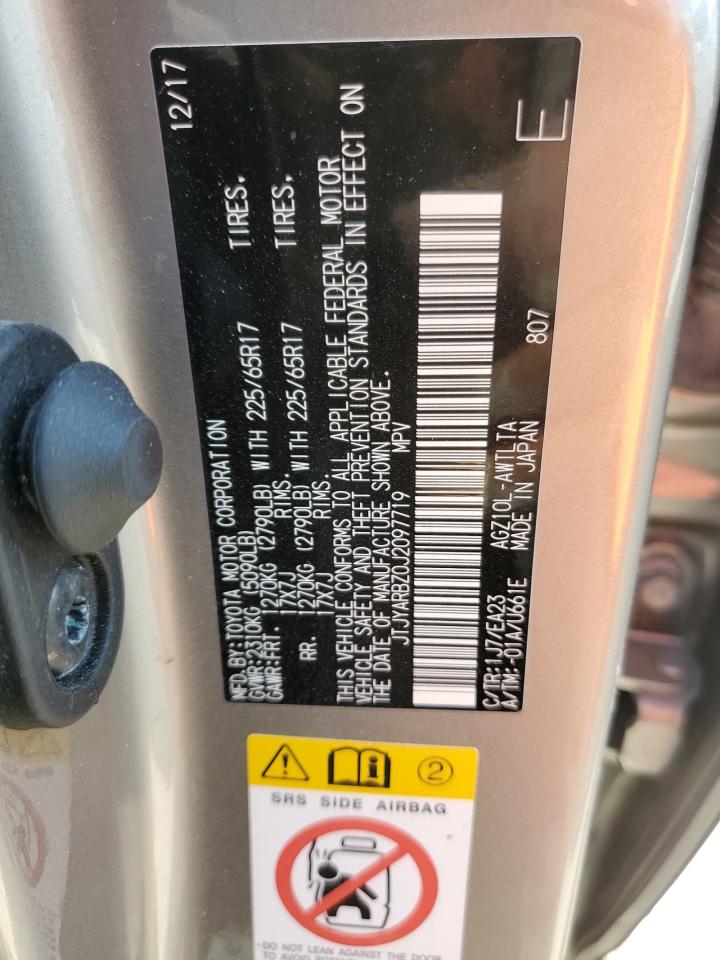 MFD.BY:TOYOTA MOTOR CORPORATION 12/17
GVWR:2310KG (5090LB)
GAWR:FRT. 1270KG (2790LB) WITH 225/65R17 TIRES.
17X7J RIMS.
RR. 1270KG (2790LB) WITH 225/65R17 TIRES.
17X7J RIMS.
THIS VEHICLE CONFORMS TO ALL APPLICABLE FEDERAL MOTOR
VEHICLE SAFETY AND THEFT PREVENTION STANDARDS IN EFFECT ON
THE DATE OF MANUFACTURE SHOWN ABOVE.
JTJYARBZ0J2097719 MPV
E
C/TR:1J7/EA23 AGZ10L-AWTLTA
A/TM:-01A/U661E MADE IN JAPAN 807
2
SRS SIDE AIRBAG
·DO NOT LEAN AGAINST THE DOOR